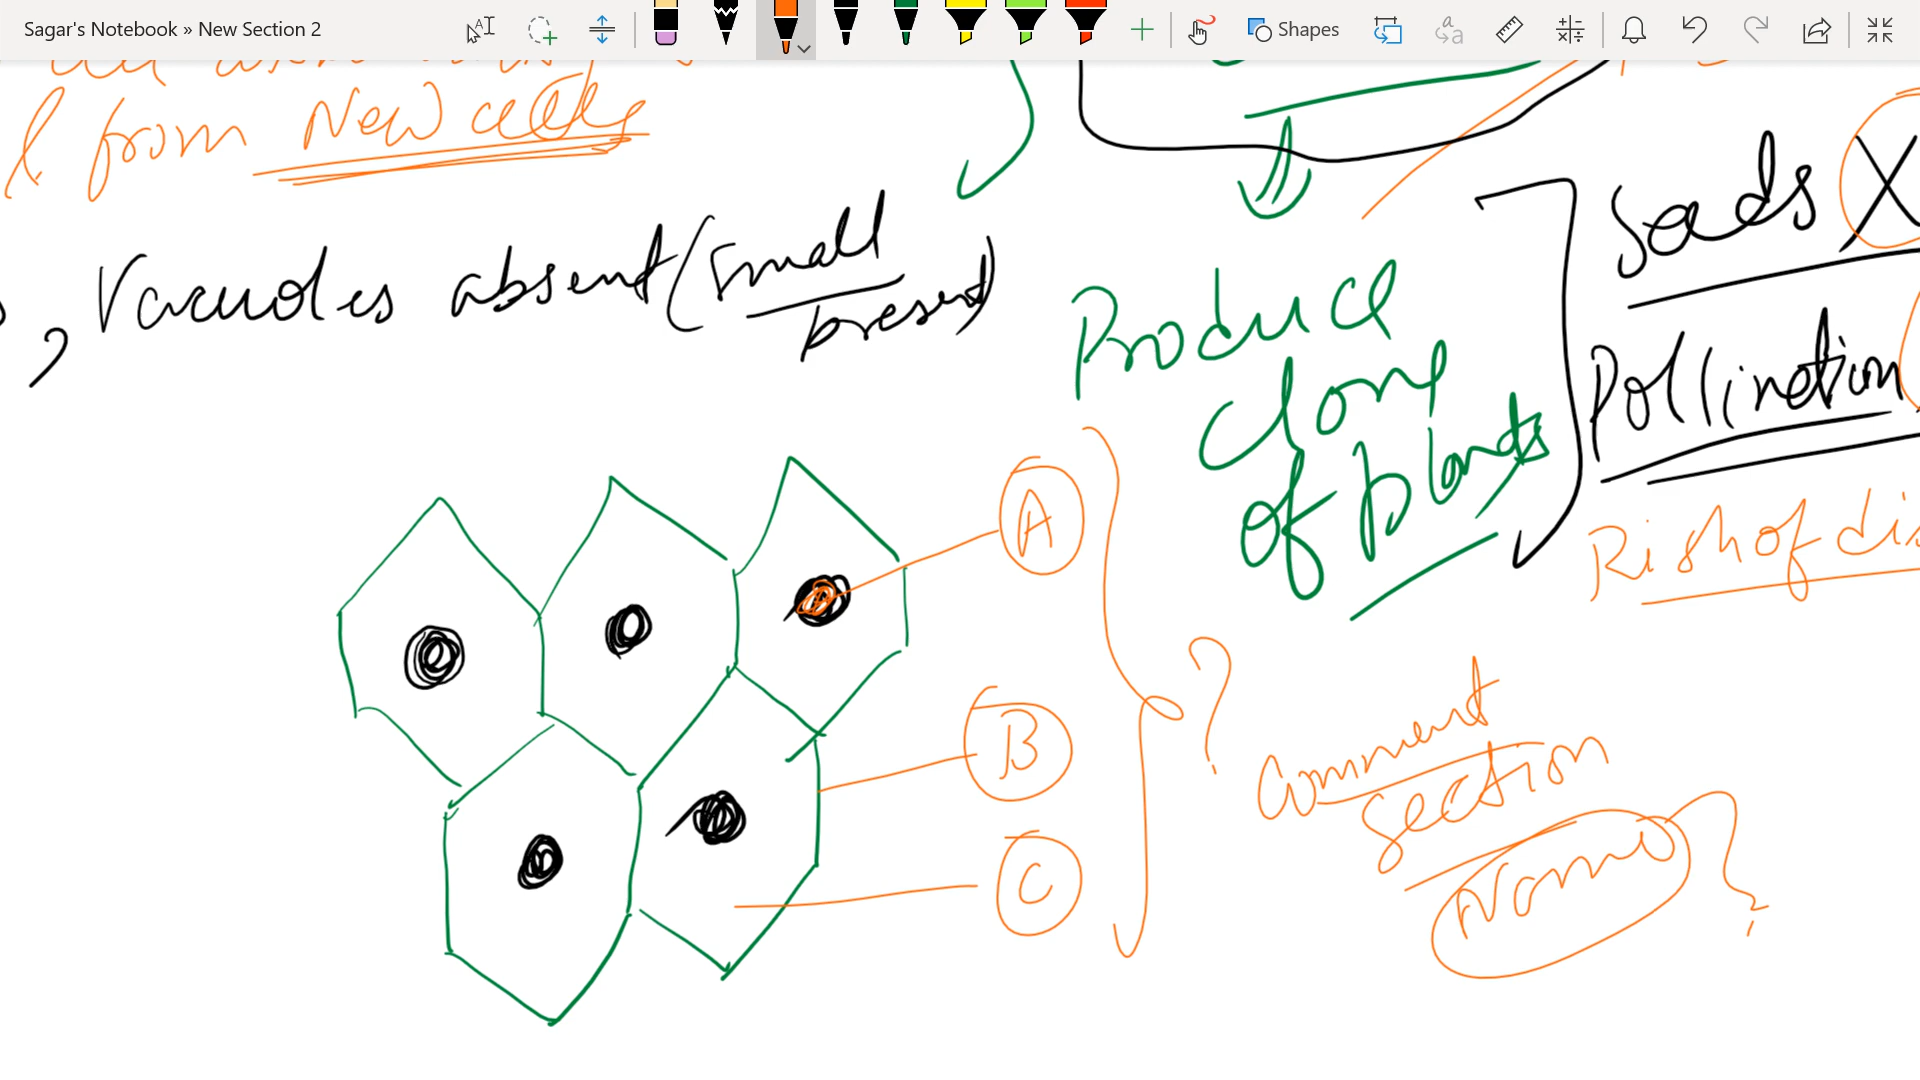 Sagar's Notebook » New Section 2
Shapes
l from New cells
, Vacuoles absent (small
present)
Produce
clone
of plants
Seeds X
Pollination
Risk of dis
A
B
C
?
Comment
section
Name ?